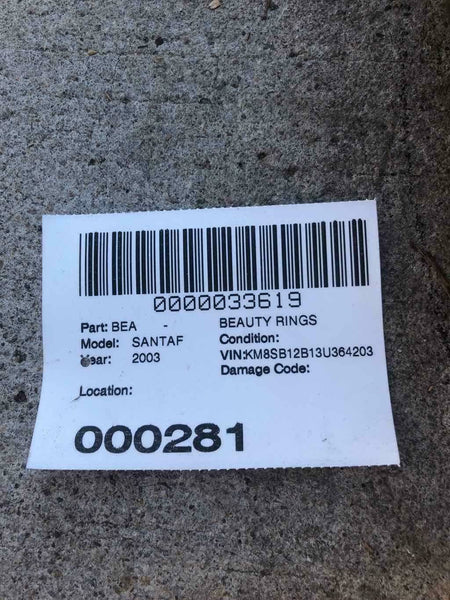 0000033619
Part: BEA - BEAUTY RINGS
Model: SANTAF Condition:
Year: 2003 VIN:KM8SB12B13U364203
Damage Code:
Location:
000281